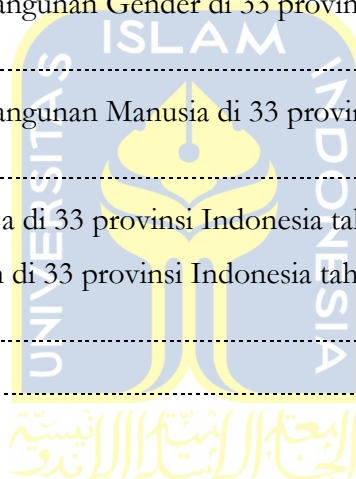 angunan Gender di 33 provin
ISLAM
angunan Manusia di 33 provin
UNIVERSITAS
INDONESIA
a di 33 provinsi Indonesia tal
n di 33 provinsi Indonesia tah